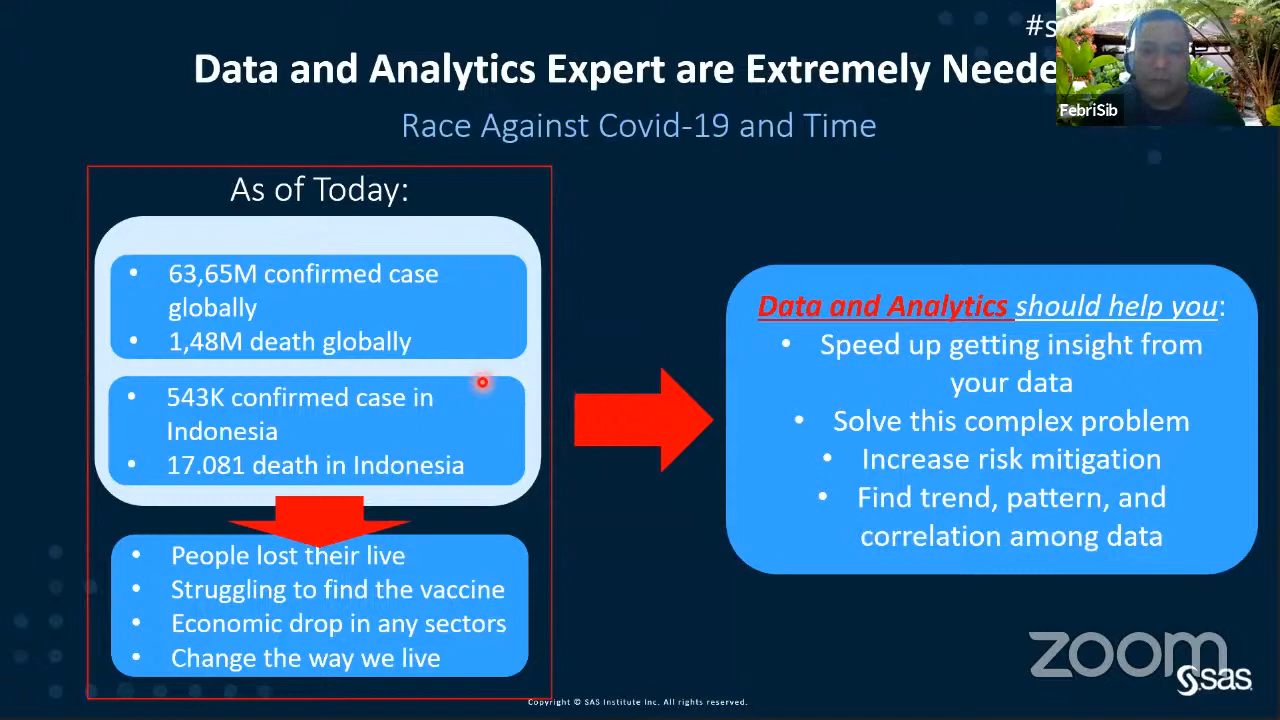 #s
Data and Analytics Expert are Extremely Neede
FebriSib
Race Against Covid-19 and Time
As of Today:
• 63,65M confirmed case
globally
• 1,48M death globally
• 543K confirmed case in
Indonesia
• 17.081 death in Indonesia
• People lost their live
• Struggling to find the vaccine
• Economic drop in any sectors
• Change the way we live
Data and Analytics should help you:
• Speed up getting insight from
your data
• Solve this complex problem
• Increase risk mitigation
• Find trend, pattern, and
correlation among data
zoom
sas
Copyright © SAS Institute Inc. All rights reserved.